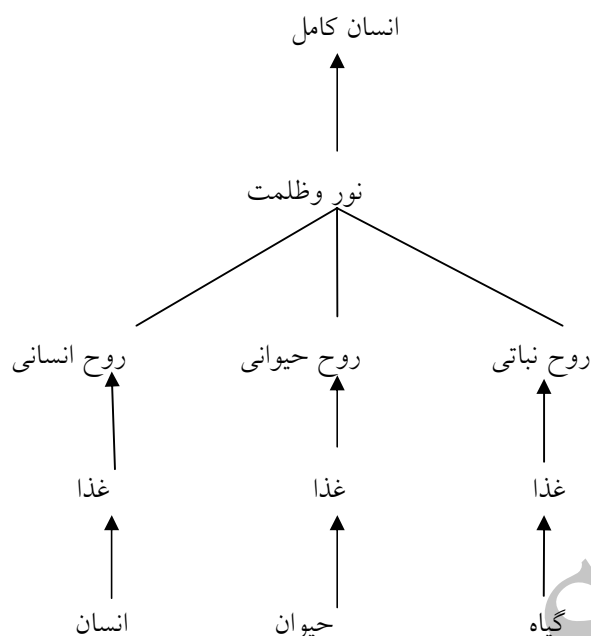 انسان کامل
نور وظلمت
روح نباتی روح حیوانی روح انسانی
غذا غذا غذا
گیاه حیوان انسان